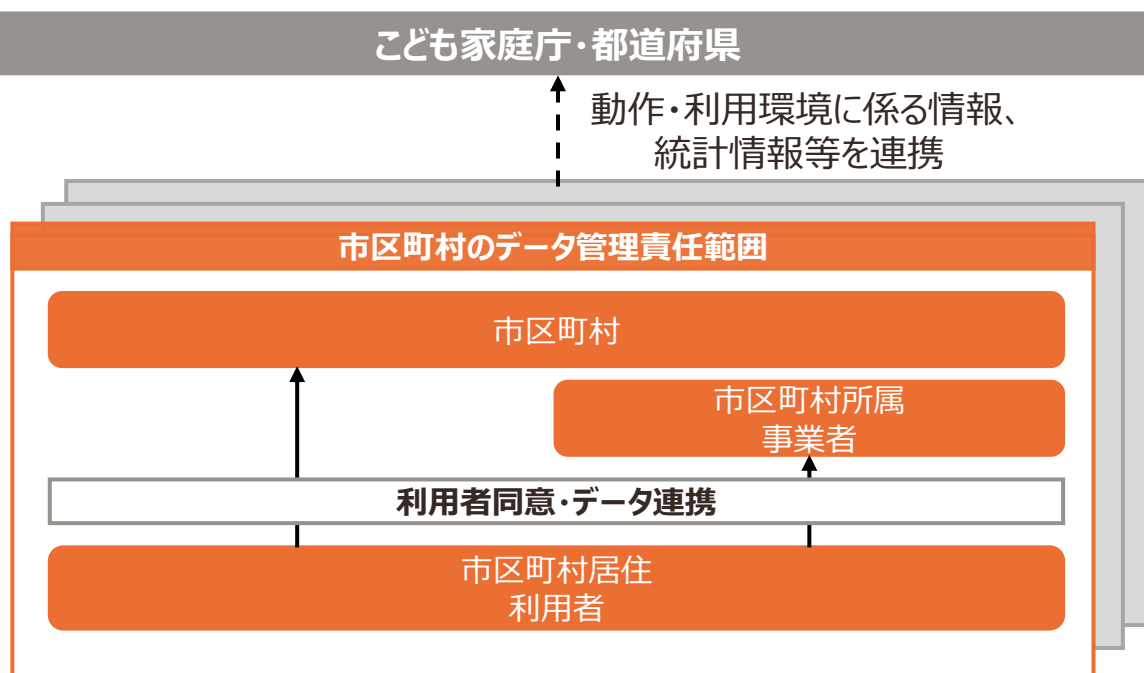 こども家庭庁・都道府県
動作・利用環境に係る情報、
統計情報等を連携
市区町村のデータ管理責任範囲
市区町村
市区町村所属
事業者
利用者同意・データ連携
市区町村居住
利用者